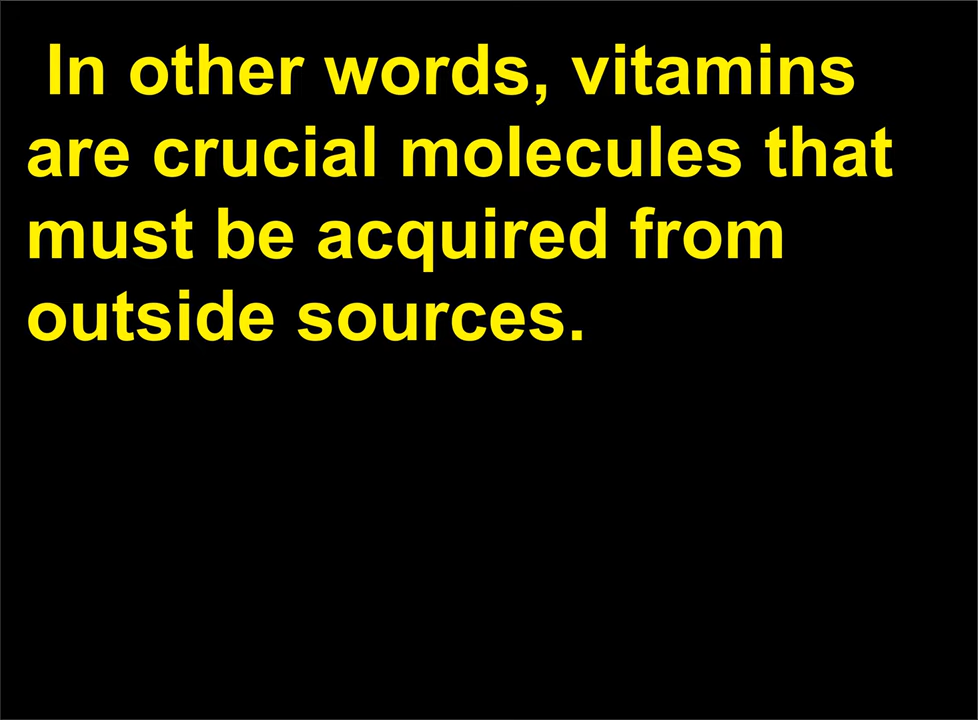 In other words, vitamins
are crucial molecules that
must be acquired from
outside sources.